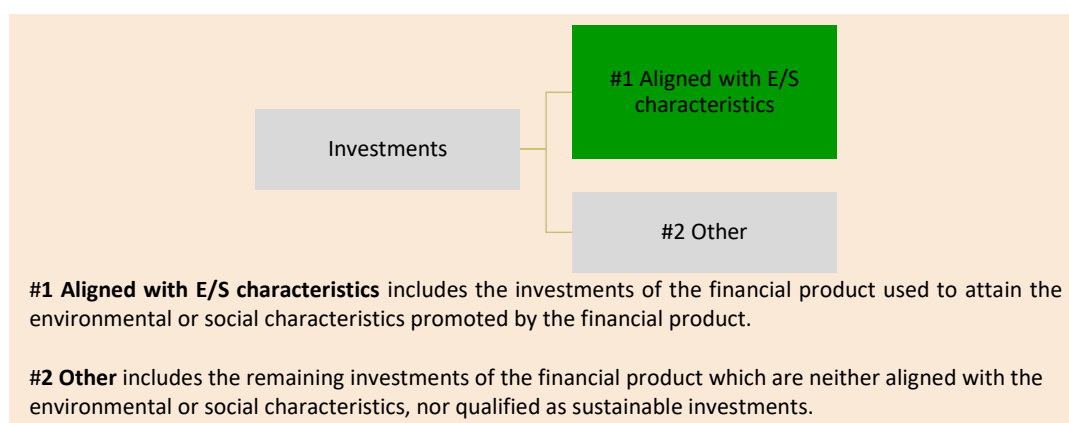 #1 Aligned with E/S
characteristics
Investments
#2 Other
#1 Aligned with E/S characteristics includes the investments of the financial product used to attain the
environmental or social characteristics promoted by the financial product.
#2 Other includes the remaining investments of the financial product which are neither aligned with the
environmental or social characteristics, nor qualified as sustainable investments.